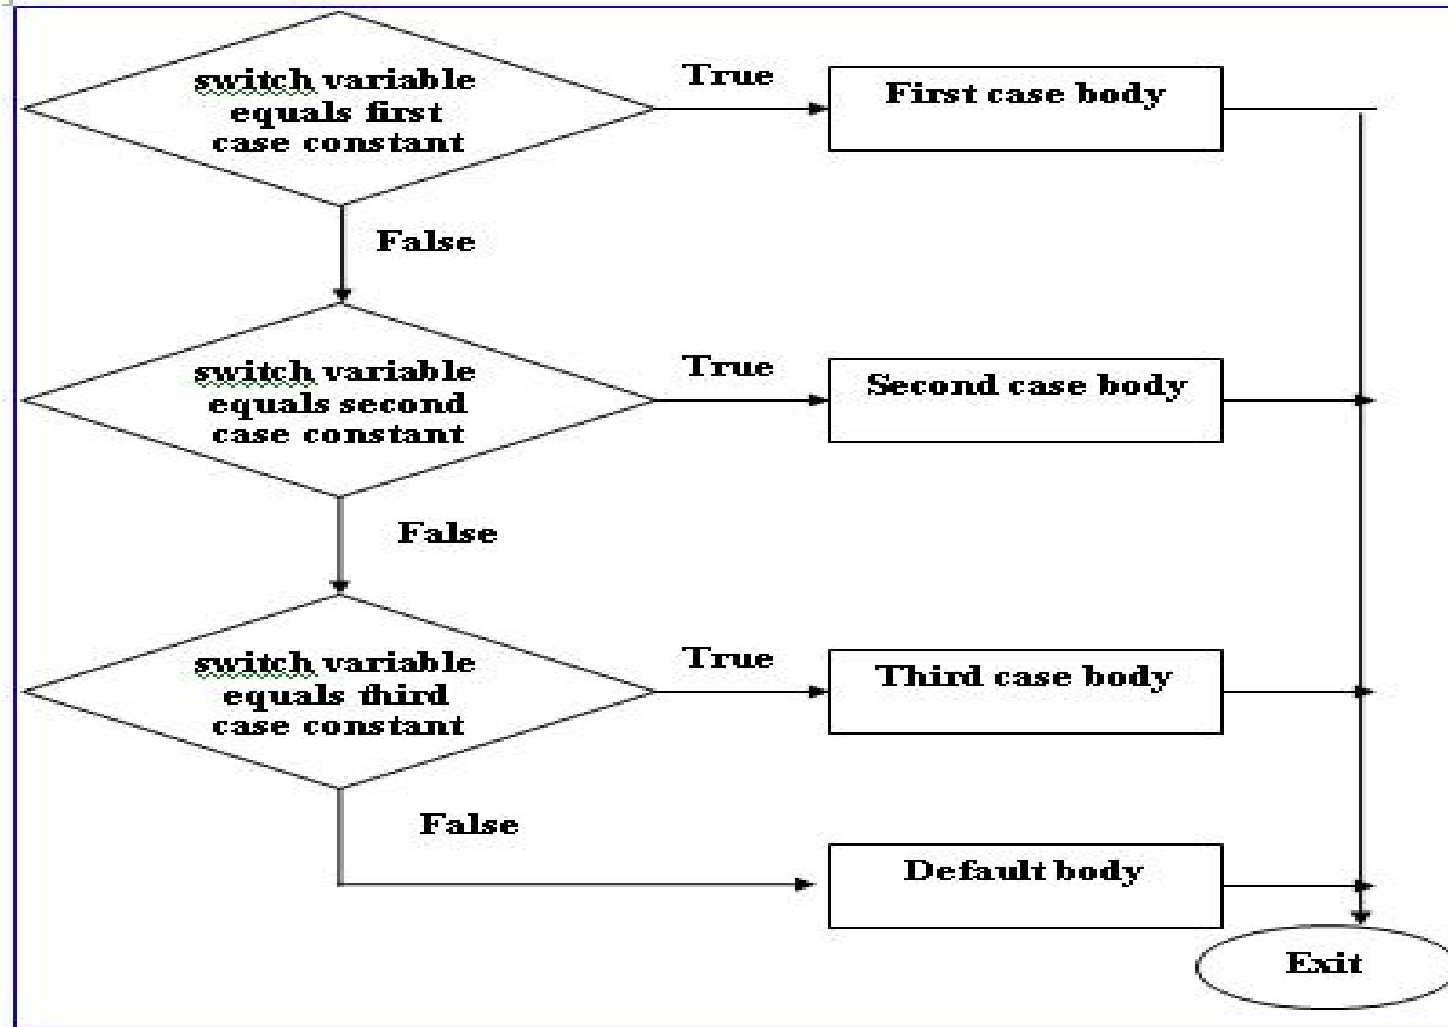 switch variable
equals first
case constant
True
First case body
False
switch variable
equals second
case constant
True
Second case body
False
switch variable
equals third
case constant
True
Third case body
False
Default body
Exit